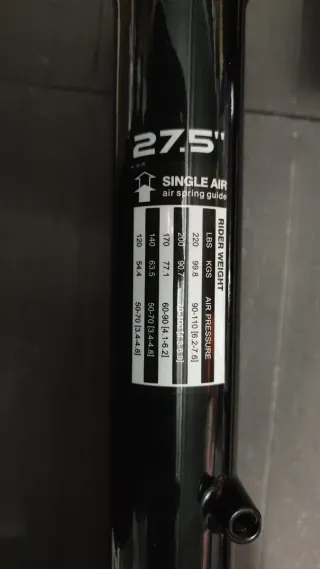 27.5"
SINGLE AIR
air spring guide
RIDER WEIGHT
LBS KGS AIR PRESSURE
220 99.8 90-110 [6.2-7.6]
200 90.7
170 77.1 60-90 [4.1-6.2]
140 63.5 50-70 [3.4-4.8]
120 54.4 50-70 [3.4-4.8]